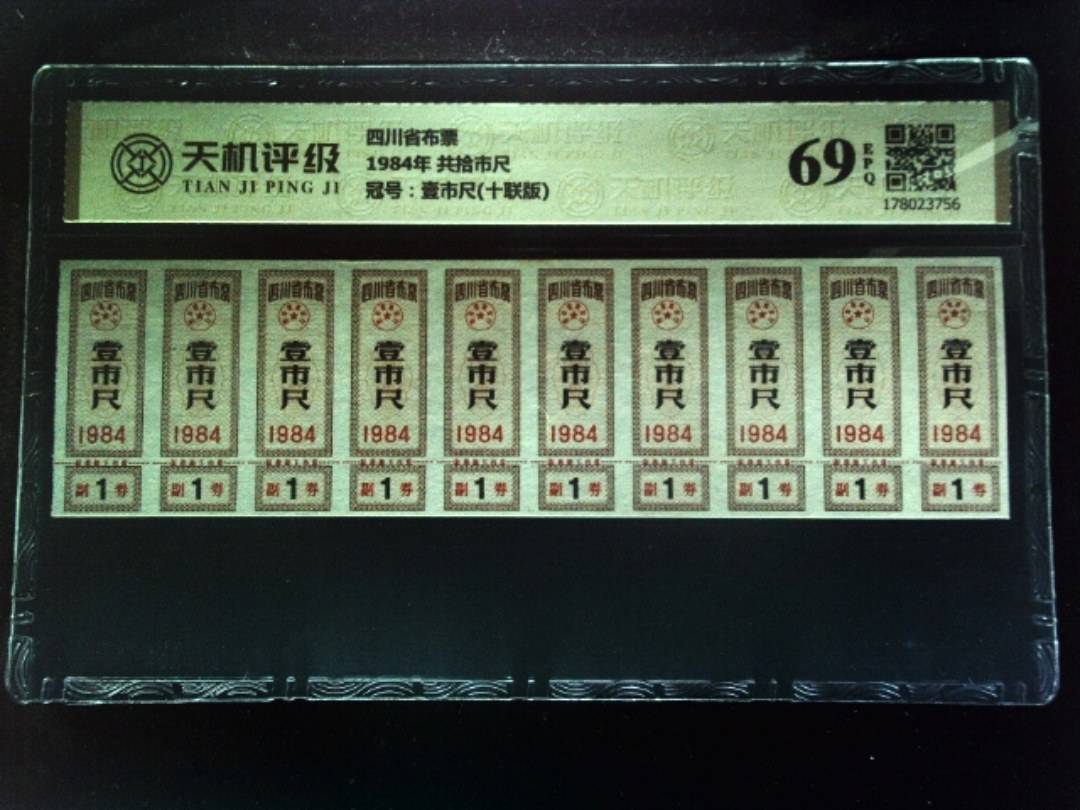 天机评级
TIAN JI PING JI
四川省布票
1984年 共拾市尺
冠号：壹市尺(十联版)
69
EPQ
178023756
四川省布票 四川省布票 四川省布票 四川省布票 四川省布票 四川省布票 四川省布票 四川省布票 四川省布票 四川省布票
壹市尺 壹市尺 壹市尺 壹市尺 壹市尺 壹市尺 壹市尺 壹市尺 壹市尺 壹市尺
1984 1984 1984 1984 1984 1984 1984 1984 1984 1984
副1券 副1券 副1券 副1券 副1券 副1券 副1券 副1券 副1券 副1券